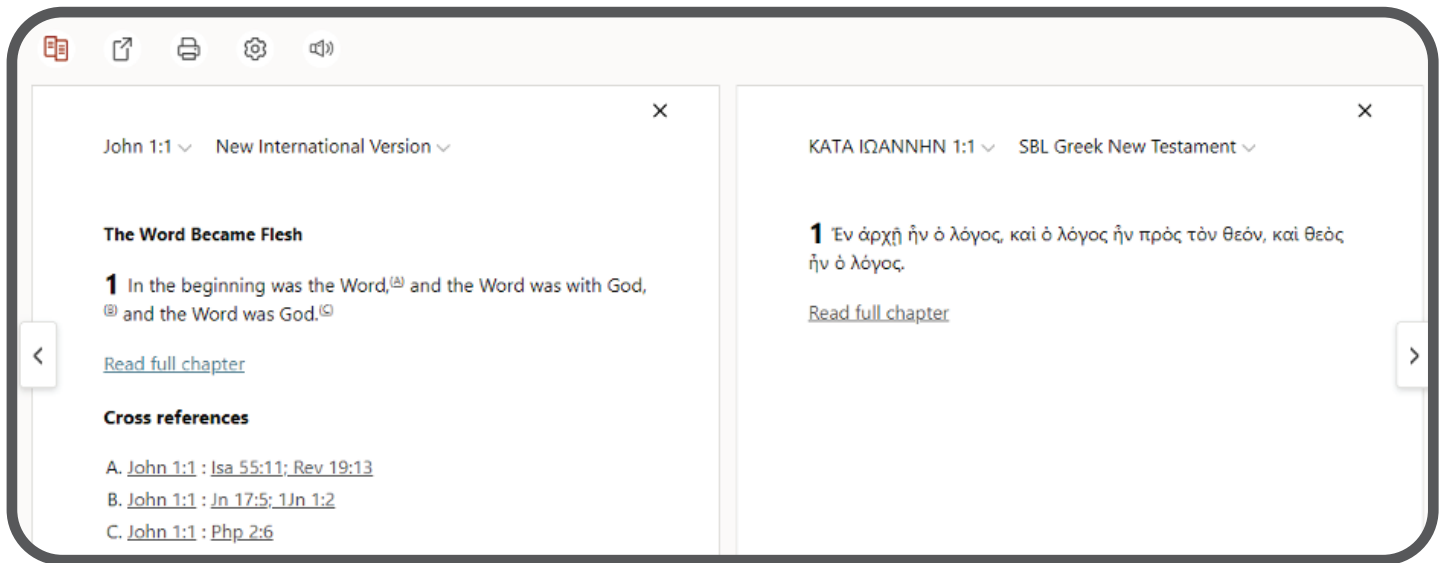 John 1:1 New International Version
The Word Became Flesh
1 In the beginning was the Word,(A) and the Word was with God,
(B) and the Word was God.(C)
Read full chapter
Cross references
A. John 1:1 : Isa 55:11; Rev 19:13
B. John 1:1 : Jn 17:5; 1Jn 1:2
C. John 1:1 : Php 2:6
ΚΑΤΑ ΙΩΑΝΝΗΝ 1:1 SBL Greek New Testament
1 Ἐν ἀρχῇ ἦν ὁ λόγος, καὶ ὁ λόγος ἦν πρὸς τὸν θεόν, καὶ θεὸς
ἦν ὁ λόγος.
Read full chapter